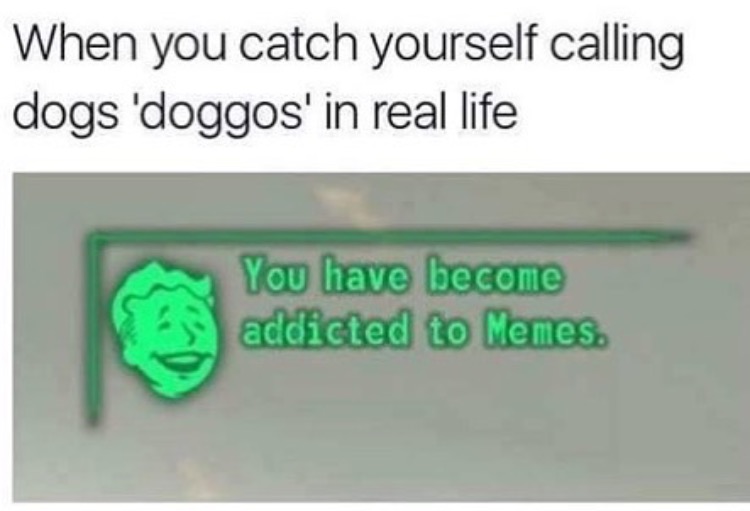 When you catch yourself calling
dogs 'doggos' in real life
You have become
addicted to Memes.